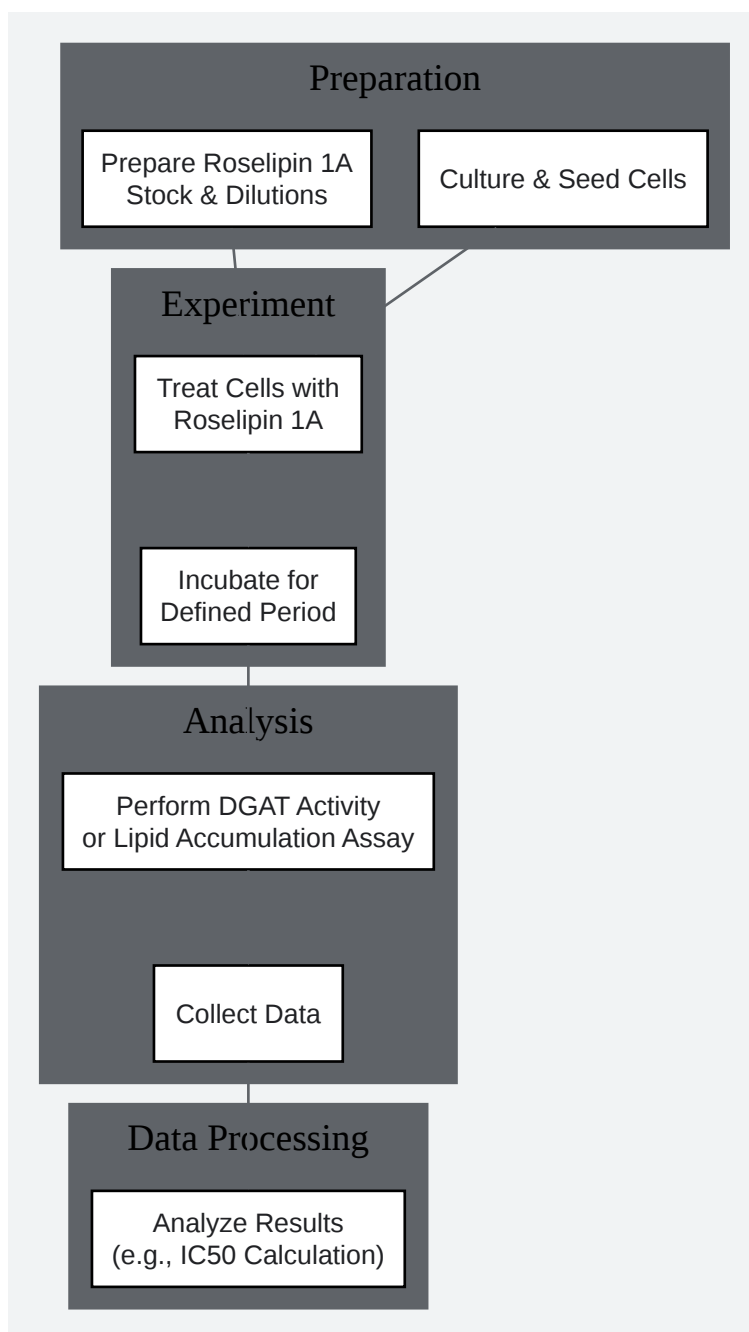 Preparation
Prepare Roselipin 1A
Stock & Dilutions
Culture & Seed Cells
Experiment
Treat Cells with
Roselipin 1A
Incubate for
Defined Period
Analysis
Perform DGAT Activity
or Lipid Accumulation Assay
Collect Data
Data Processing
Analyze Results
(e.g., IC50 Calculation)